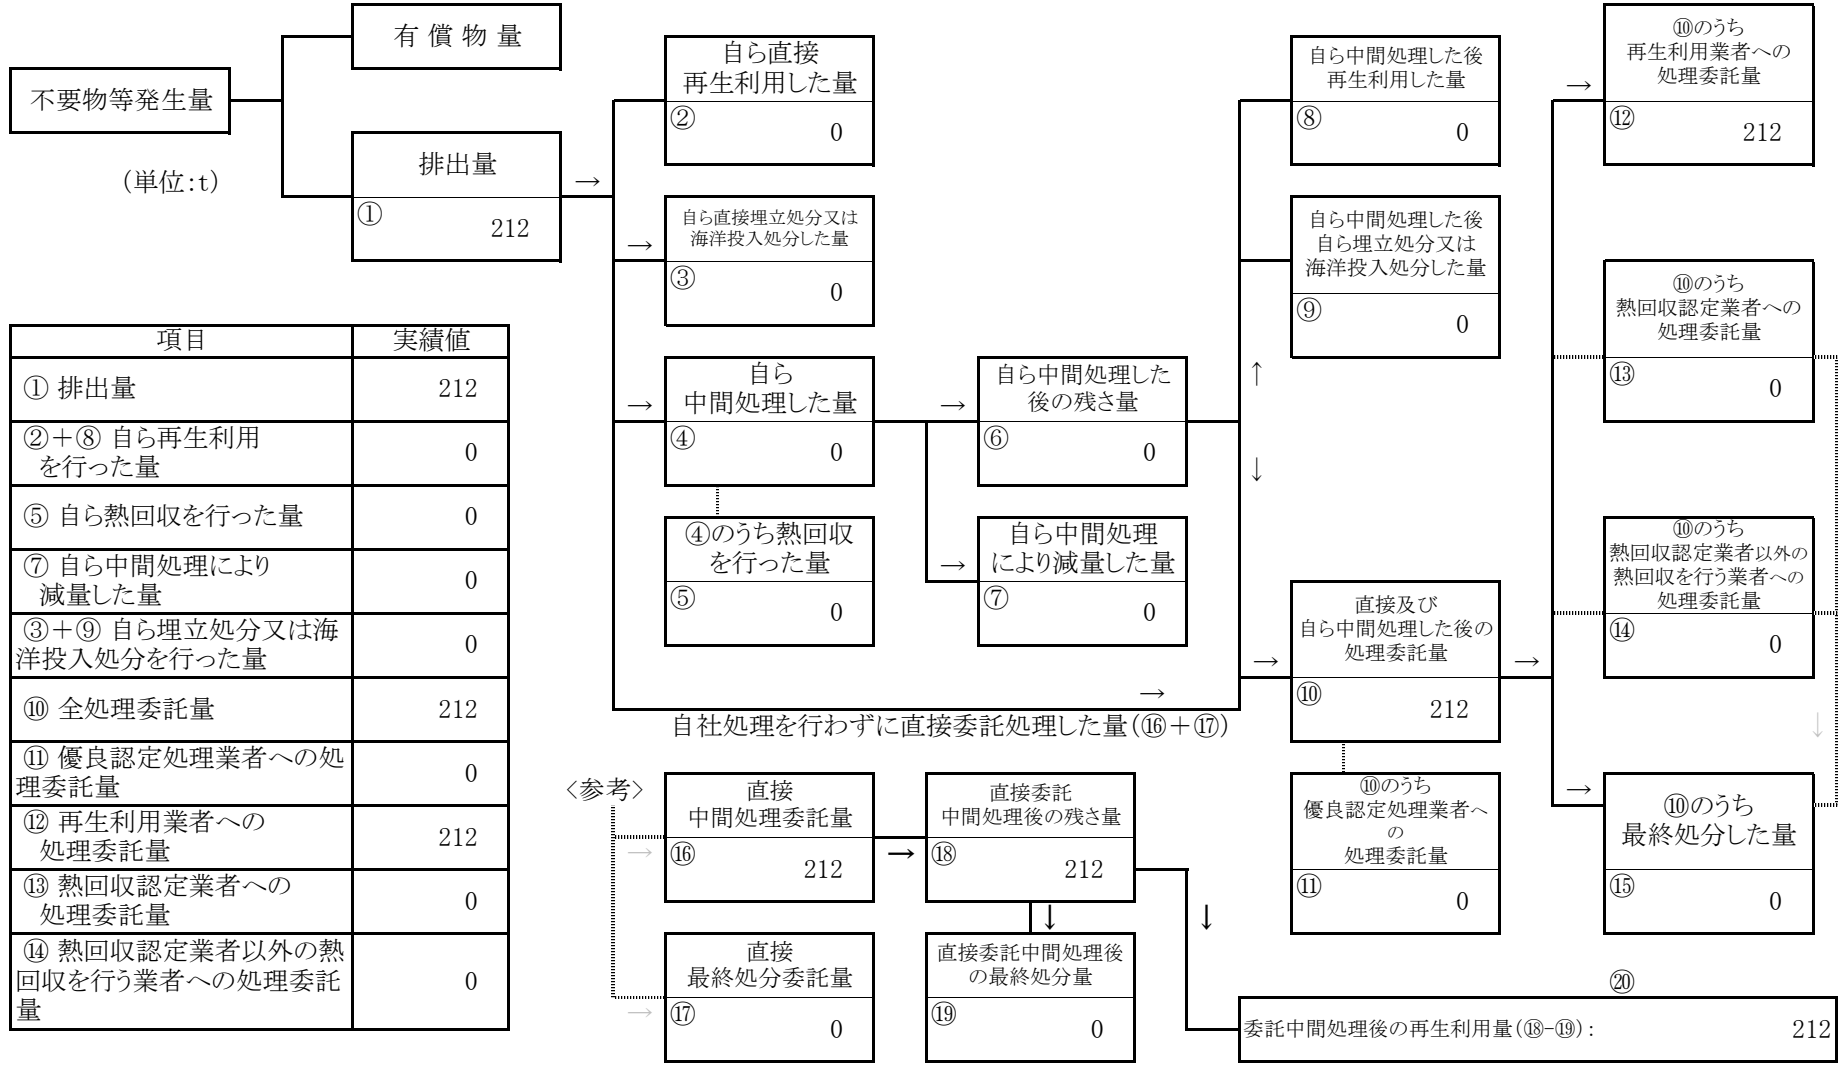 不要物等発生量
(単位:t)
有 償 物 量
排出量
①
212
→
自ら直接
再生利用した量
②
0
→
自ら直接埋立処分又は
海洋投入処分した量
③
0
→
自ら
中間処理した量
④
0
④のうち熱回収
を行った量
⑤
0
→
自ら中間処理した
後の残さ量
⑥
0
→
自ら中間処理
により減量した量
⑦
0
↑
↓
自ら中間処理した後
再生利用した量
⑧
0
自ら中間処理した後
自ら埋立処分又は
海洋投入処分した量
⑨
0
→
自社処理を行わずに直接委託処理した量(⑯+⑰)
→
直接及び
自ら中間処理した後の
処理委託量
⑩
212
→
⑩のうち
優良認定処理業者へ
の
処理委託量
⑪
0
→
⑩のうち
再生利用業者への
処理委託量
⑫
212
⑩のうち
熱回収認定業者への
処理委託量
⑬
0
⑩のうち
熱回収認定業者以外の
熱回収を行う業者への
処理委託量
⑭
0
↓
→
⑩のうち
最終処分した量
⑮
0
項目 実績値
① 排出量 212
②+⑧ 自ら再生利用
を行った量
0
⑤ 自ら熱回収を行った量 0
⑦ 自ら中間処理により
減量した量
0
③+⑨ 自ら埋立処分又は海
洋投入処分を行った量
0
⑩ 全処理委託量 212
⑪ 優良認定処理業者への処
理委託量
0
⑫ 再生利用業者への
処理委託量
212
⑬ 熱回収認定業者への
処理委託量
0
⑭ 熱回収認定業者以外の熱
回収を行う業者への処理委託
量
0
<参考>
→
直接
中間処理委託量
⑯
212
→
直接委託
中間処理後の残さ量
⑱
212
↓
↓
→
直接
最終処分委託量
⑰
0
直接委託中間処理後
の最終処分量
⑲
0
⑳
委託中間処理後の再生利用量(⑱-⑲): 212